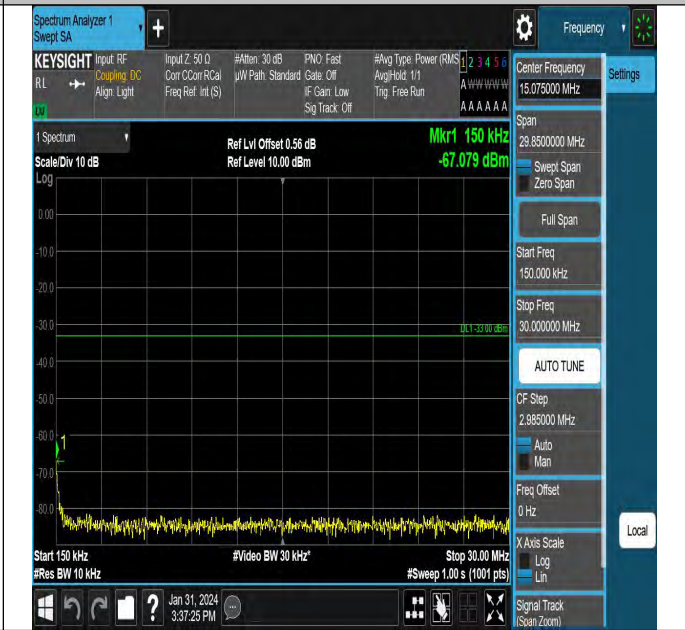 Spectrum Analyzer 1
Swept SA
+
Frequency
KEYSIGHT
RL
Input: RF
Coupling: DC
Align: Light
Input Z: 50 Ω
Corr CCorr RCal
Freq Ref: Int (S)
#Atten: 30 dB
µW Path: Standard
PNO: Fast
Gate: Off
IF Gain: Low
Sig Track: Off
#Avg Type: Power (RMS
Avg|Hold: 1/1
Trig: Free Run
1 2 3 4 5 6
A W W W W W
A A A A A A
1 Spectrum
Scale/Div 10 dB
Log
Ref Lvl Offset 0.56 dB
Ref Level 10.00 dBm
Mkr1 150 kHz
-67.079 dBm
0.00
-10.0
-20.0
-30.0
DL1 -33.00 dBm
-40.0
-50.0
-60.0
1
-70.0
-80.0
Start 150 kHz
#Res BW 10 kHz
#Video BW 30 kHz*
Stop 30.00 MHz
#Sweep 1.00 s (1001 pts)
Center Frequency
15.075000 MHz
Settings
Span
29.8500000 MHz
Swept Span
Zero Span
Full Span
Start Freq
150.000 kHz
Stop Freq
30.000000 MHz
AUTO TUNE
CF Step
2.985000 MHz
Auto
Man
Freq Offset
0 Hz
X Axis Scale
Log
Lin
Local
Signal Track
(Span Zoom)
?
Jan 31, 2024
3:37:25 PM